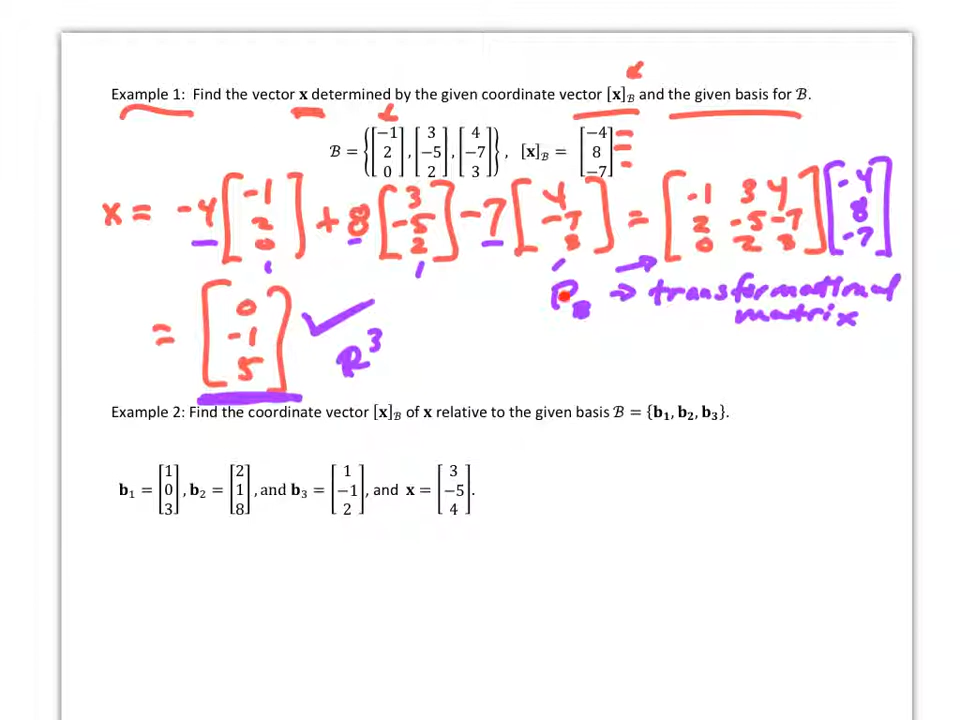 Example 1: Find the vector x determined by the given coordinate vector [x]ᵦ and the given basis for ℬ.
ℬ = {[−1 2 0], [3 −5 2], [4 −7 3]}, [x]ℬ = [−4 8 −7]
x = -4[-1 2 0] + 8[3 -5 2] -7[4 -7 3] = [-1 3 4 2 -5 -7 0 2 3][-4 8 -7]
P_B → transformational
matrix
= [0 -1 5] ✓ R³
Example 2: Find the coordinate vector [x]ℬ of x relative to the given basis ℬ = {b₁, b₂, b₃}.
b₁ = [1 0 3], b₂ = [2 1 8], and b₃ = [1 −1 2], and x = [3 −5 4].